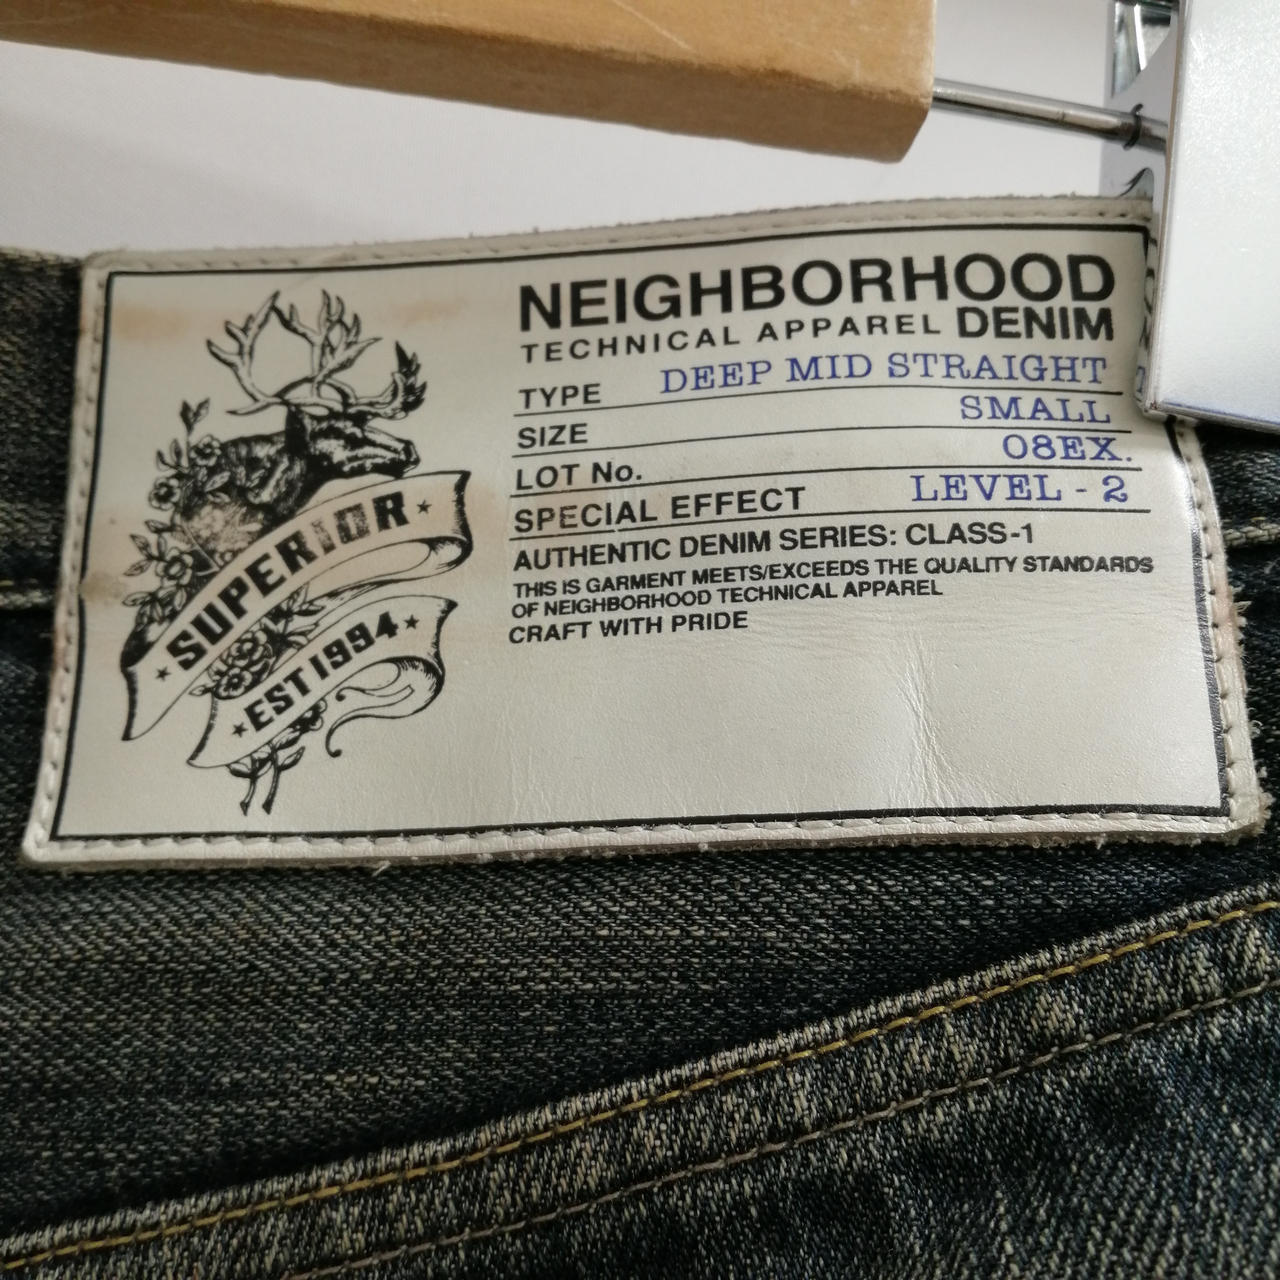 NEIGHBORHOOD
TECHNICAL APPAREL DENIM
TYPE DEEP MID STRAIGHT
SIZE SMALL
LOT No. 08EX.
SPECIAL EFFECT LEVEL - 2
AUTHENTIC DENIM SERIES: CLASS-1
THIS IS GARMENT MEETS/EXCEEDS THE QUALITY STANDARDS
OF NEIGHBORHOOD TECHNICAL APPAREL
CRAFT WITH PRIDE
★SUPERIOR★
★EST 1994★